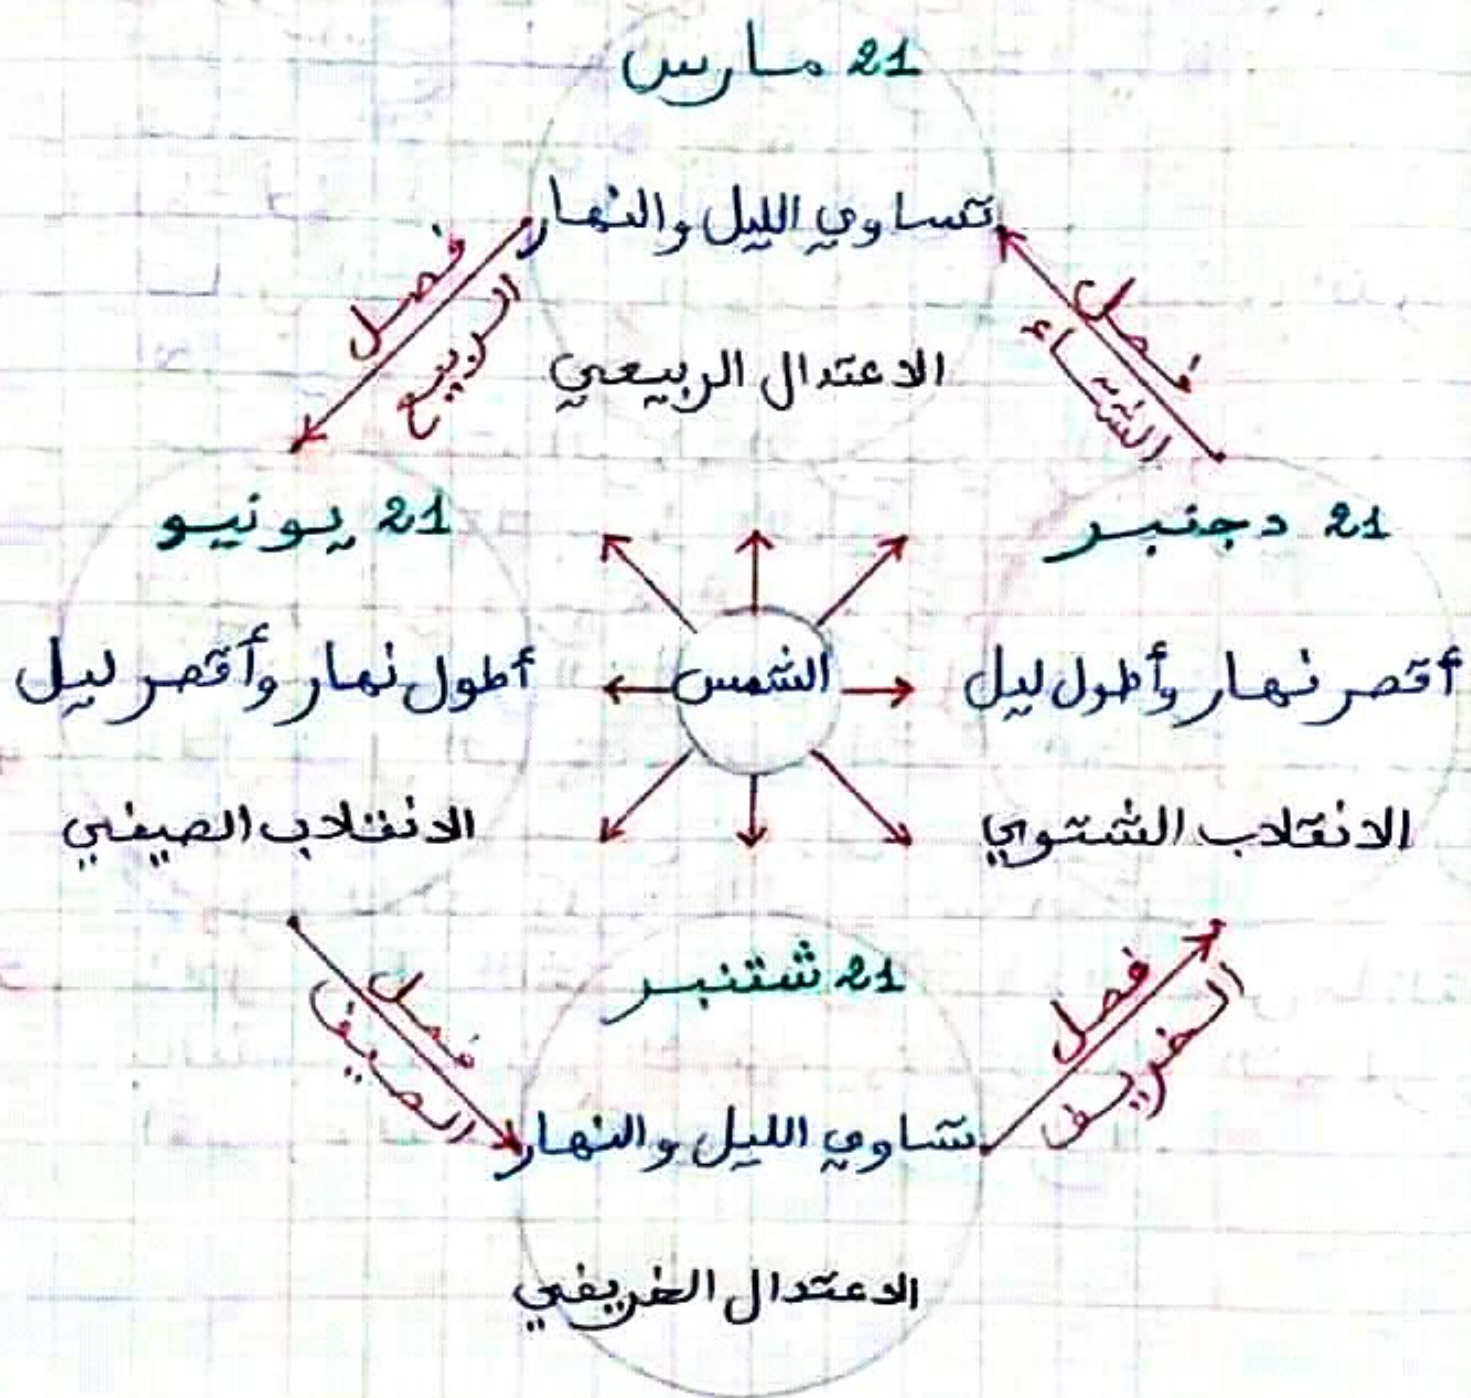 21 مارس
تساوي الليل والنهار
الاعتدال الربيعي
فصل
الشتاء
فصل
الربيع
21 دجنبر
أقصر نهار وأطول ليل
الانقلاب الشتوي
الشمس
21 يونيو
أطول نهار وأقصر ليل
الانقلاب الصيفي
فصل
الخريف
فصل
الصيف
21 شتنبر
تساوي الليل والنهار
الاعتدال الخريفي